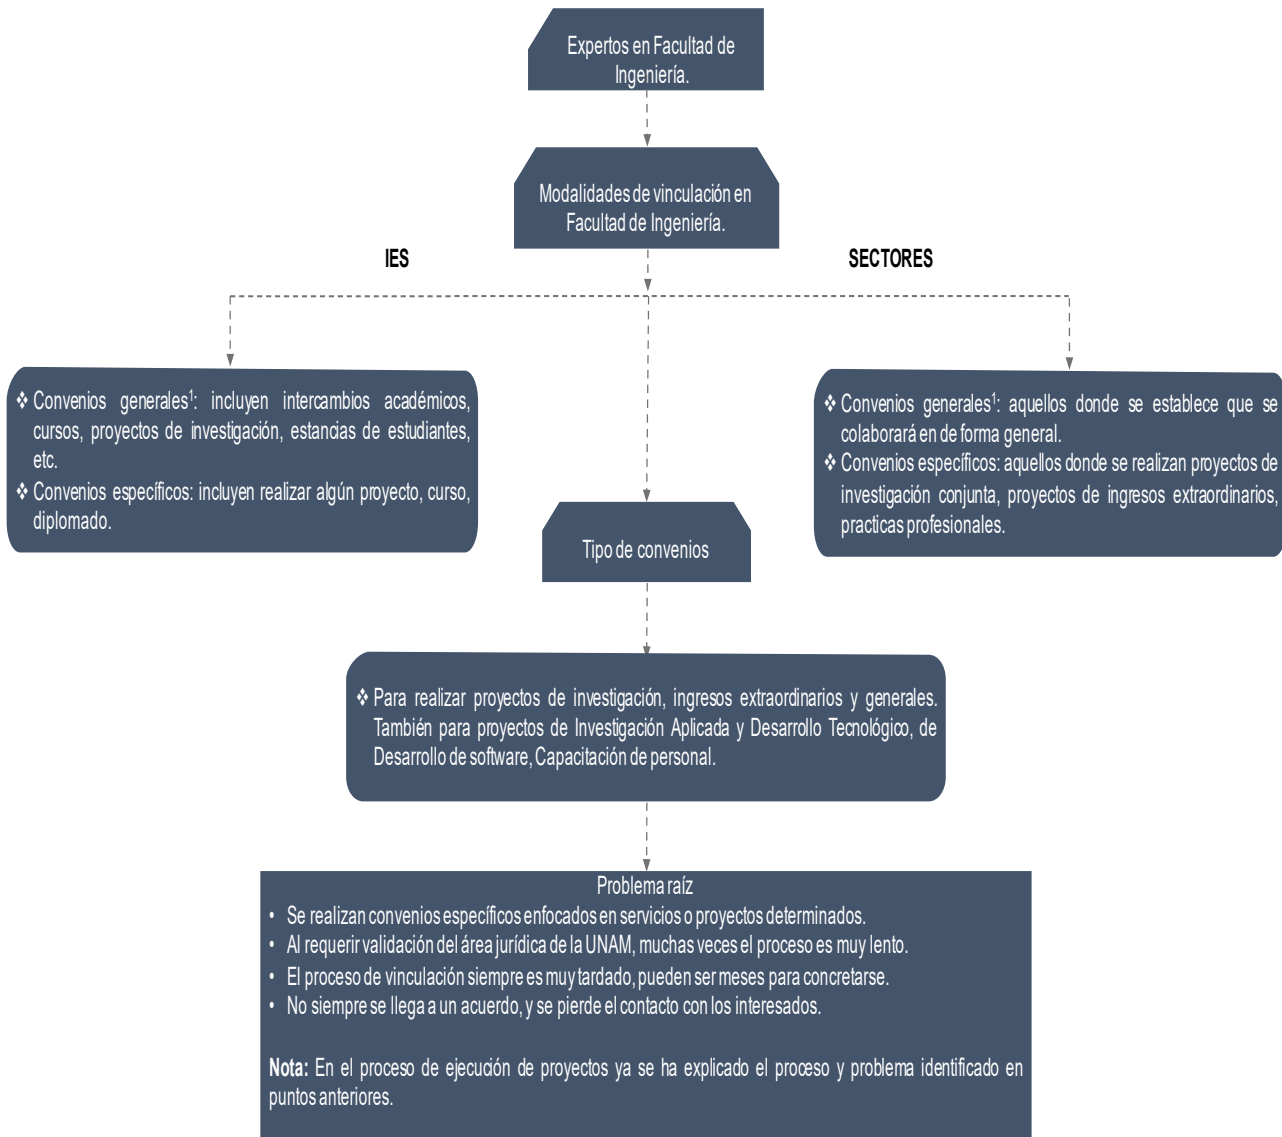 Expertos en Facultad de
Ingeniería.
Modalidades de vinculación en
Facultad de Ingeniería.
IES
SECTORES
❖ Convenios generales¹: incluyen intercambios académicos,
cursos, proyectos de investigación, estancias de estudiantes,
etc.
❖ Convenios específicos: incluyen realizar algún proyecto, curso,
diplomado.
❖ Convenios generales¹: aquellos donde se establece que se
colaborará en de forma general.
❖ Convenios específicos: aquellos donde se realizan proyectos de
investigación conjunta, proyectos de ingresos extraordinarios,
practicas profesionales.
Tipo de convenios
❖ Para realizar proyectos de investigación, ingresos extraordinarios y generales.
También para proyectos de Investigación Aplicada y Desarrollo Tecnológico, de
Desarrollo de software, Capacitación de personal.
Problema raíz
• Se realizan convenios específicos enfocados en servicios o proyectos determinados.
• Al requerir validación del área jurídica de la UNAM, muchas veces el proceso es muy lento.
• El proceso de vinculación siempre es muy tardado, pueden ser meses para concretarse.
• No siempre se llega a un acuerdo, y se pierde el contacto con los interesados.
Nota: En el proceso de ejecución de proyectos ya se ha explicado el proceso y problema identificado en
puntos anteriores.